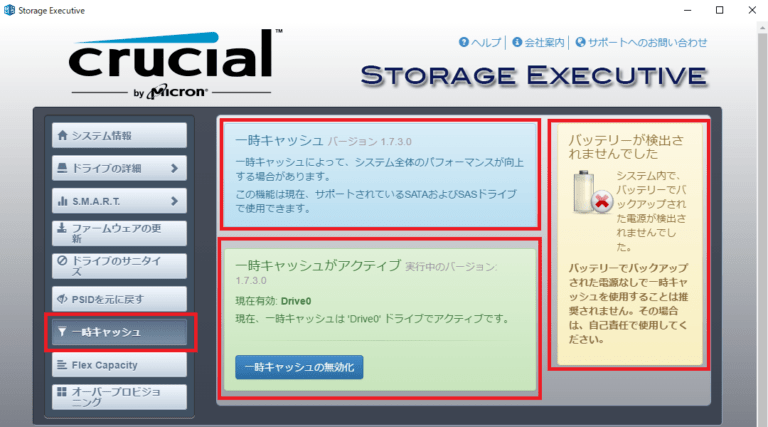 Storage Executive
crucial™
by Micron®
ヘルプ | 会社案内 | サポートへのお問い合わせ
STORAGE EXECUTIVE
システム情報
ドライブの詳細
S.M.A.R.T.
ファームウェアの更
新
ドライブのサニタイ
ズ
PSIDを元に戻す
一時キャッシュ
Flex Capacity
オーバープロビジョ
ニング
一時キャッシュ バージョン 1.7.3.0
一時キャッシュによって、システム全体のパフォーマンスが向上
する場合があります。
この機能は現在、サポートされているSATAおよびSASドライブ
で使用できます。
一時キャッシュがアクティブ 実行中のバージョン:
1.7.3.0
現在有効: Drive0
現在、一時キャッシュは 'Drive0' ドライブでアクティブです。
一時キャッシュの無効化
バッテリーが検出さ
れませんでした
システム内で、
バッテリーでバ
ックアップされ
た電源が検出さ
れませんでし
た。
バッテリーでバックアップ
された電源なしで一時キャ
ッシュを使用することは推
奨されません。その場合
は、自己責任で使用してく
ださい。